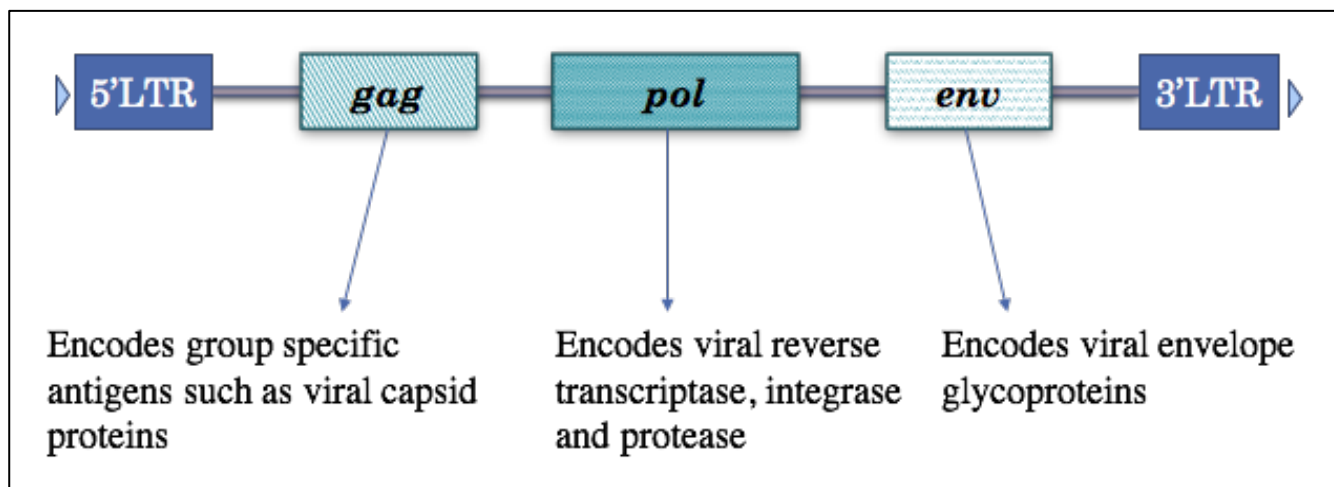 5'LTR
gag
pol
env
3'LTR
Encodes group specific
antigens such as viral capsid
proteins
Encodes viral reverse
transcriptase, integrase
and protease
Encodes viral envelope
glycoproteins